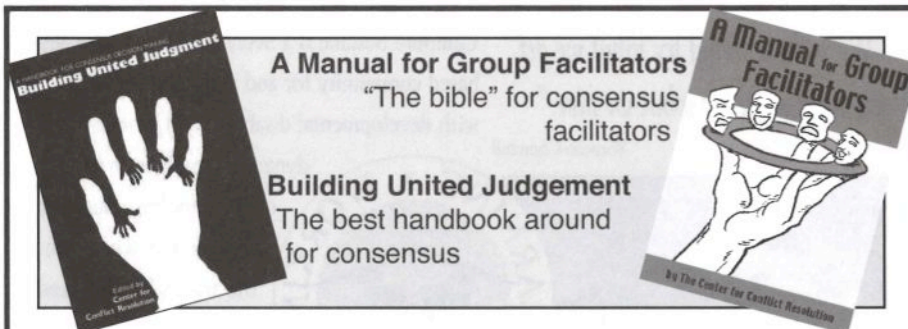 A HANDBOOK FOR CONSENSUS DECISION MAKING
Building United Judgment
Edited by
Center for
Conflict Resolution
A Manual for Group Facilitators
“The bible” for consensus
facilitators
Building United Judgement
The best handbook around
for consensus
A Manual for Group
Facilitators
by The Center for Conflict Resolution